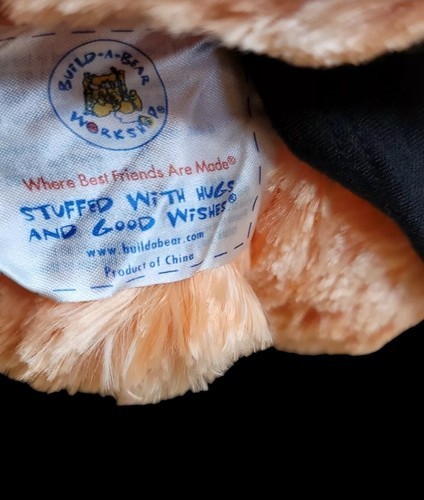 BUILD-A-BEAR
WORKSHOP
Where Best Friends Are Made®
STUFFED WITH HUGS
AND GOOD WISHES®
www.buildabear.com
Product of China